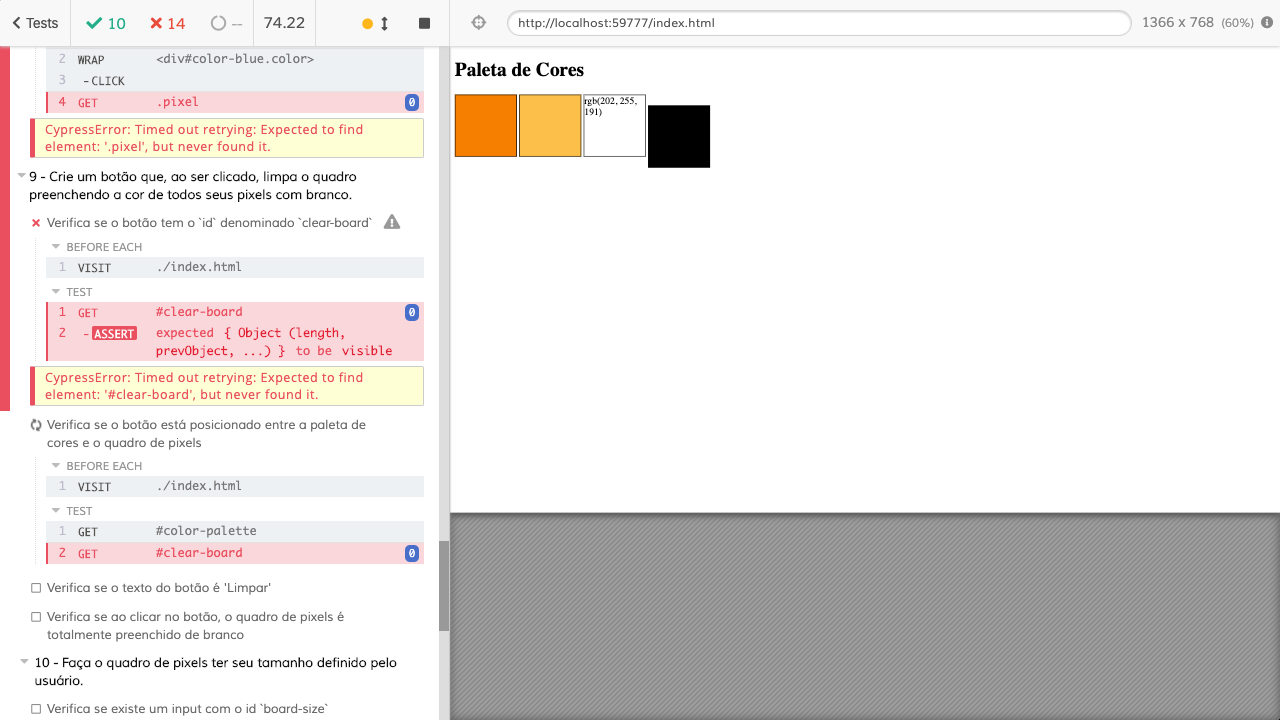 Tests 10 14 -- 74.22
2 WRAP <div#color-blue.color>
3 -CLICK
4 GET .pixel 0
CypressError: Timed out retrying: Expected to find
element: '.pixel', but never found it.
9 - Crie um botão que, ao ser clicado, limpa o quadro
preenchendo a cor de todos seus pixels com branco.
Verifica se o botão tem o `id` denominado `clear-board`
BEFORE EACH
1 VISIT ./index.html
TEST
1 GET #clear-board 0
2 -ASSERT expected { Object (length,
prevObject, ...) } to be visible
CypressError: Timed out retrying: Expected to find
element: '#clear-board', but never found it.
Verifica se o botão está posicionado entre a paleta de
cores e o quadro de pixels
BEFORE EACH
1 VISIT ./index.html
TEST
1 GET #color-palette
2 GET #clear-board 0
Verifica se o texto do botão é 'Limpar'
Verifica se ao clicar no botão, o quadro de pixels é
totalmente preenchido de branco
10 - Faça o quadro de pixels ter seu tamanho definido pelo
usuário.
Verifica se existe um input com o id `board-size`
http://localhost:59777/index.html 1366 x 768 (60%)
Paleta de Cores
rgb(202, 255,
191)